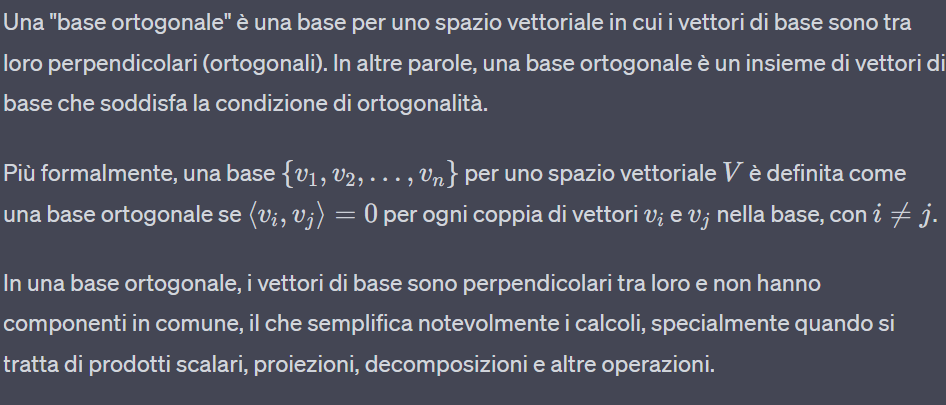 Una "base ortogonale" è una base per uno spazio vettoriale in cui i vettori di base sono tra
loro perpendicolari (ortogonali). In altre parole, una base ortogonale è un insieme di vettori di
base che soddisfa la condizione di ortogonalità.
Più formalmente, una base {v₁, v₂, . . . , vₙ} per uno spazio vettoriale V è definita come
una base ortogonale se ⟨vᵢ, vⱼ⟩ = 0 per ogni coppia di vettori vᵢ e vⱼ nella base, con i ≠ j.
In una base ortogonale, i vettori di base sono perpendicolari tra loro e non hanno
componenti in comune, il che semplifica notevolmente i calcoli, specialmente quando si
tratta di prodotti scalari, proiezioni, decomposizioni e altre operazioni.